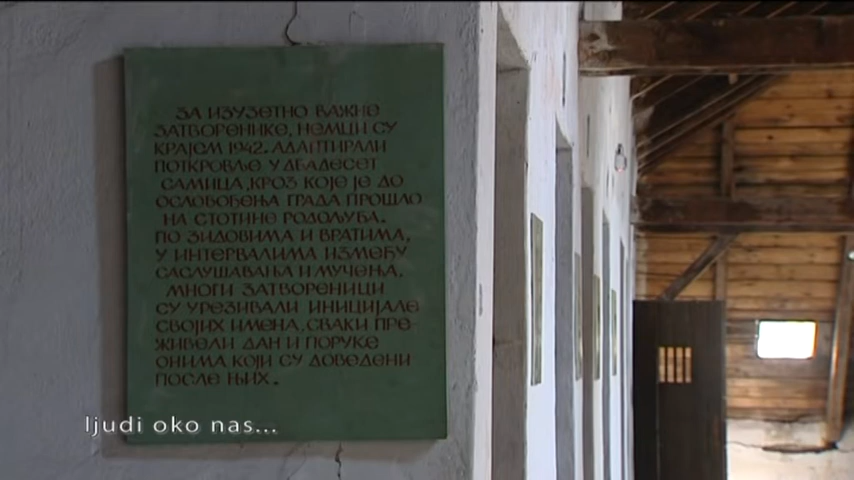 ЗА ИЗУЗЕТНО ВАЖНЕ
ЗАТВОРЕНИКЕ, НЕМЦИ СУ
КРАЈЕМ 1942. АДАПТИРАЛИ
ПОТКРОВЉЕ У ДВАДЕСЕТ
САМИЦА, КРОЗ КОЈЕ ЈЕ ДО
ОСЛОБОЂЕЊА ГРАДА ПРОШЛО
НА СТОТИНЕ РОДОЉУБА.
ПО ЗИДОВИМА И ВРАТИМА,
У ИНТЕРВАЛИМА ИЗМЕЂУ
САСЛУШАВАЊА И МУЧЕЊА,
МНОГИ ЗАТВОРЕНИЦИ
СУ УРЕЗИВАЛИ ИНИЦИЈАЛЕ
СВОЈИХ ИМЕНА, СВАКИ ПРЕ-
ЖИВЕЛИ ДАН И ПОРУКЕ
ОНИМА КОЈИ СУ ДОВЕДЕНИ
ПОСЛЕ ЊИХ.
ljudi oko nas...